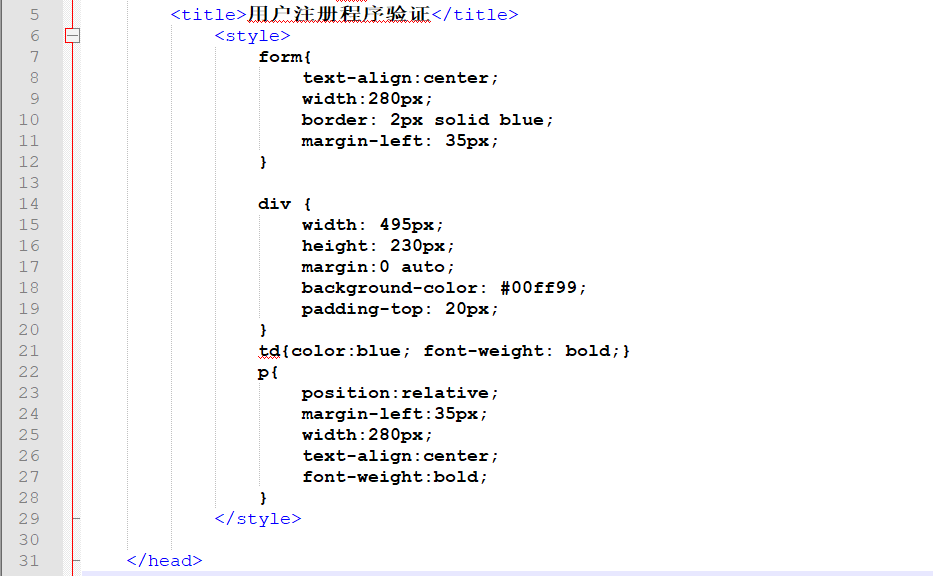 5 <title>用户注册程序验证</title>
6 <style>
7 form{
8 text-align:center;
9 width:280px;
10 border: 2px solid blue;
11 margin-left: 35px;
12 }
13
14 div {
15 width: 495px;
16 height: 230px;
17 margin:0 auto;
18 background-color: #00ff99;
19 padding-top: 20px;
20 }
21 td{color:blue; font-weight: bold;}
22 p{
23 position:relative;
24 margin-left:35px;
25 width:280px;
26 text-align:center;
27 font-weight:bold;
28 }
29 </style>
30
31 </head>